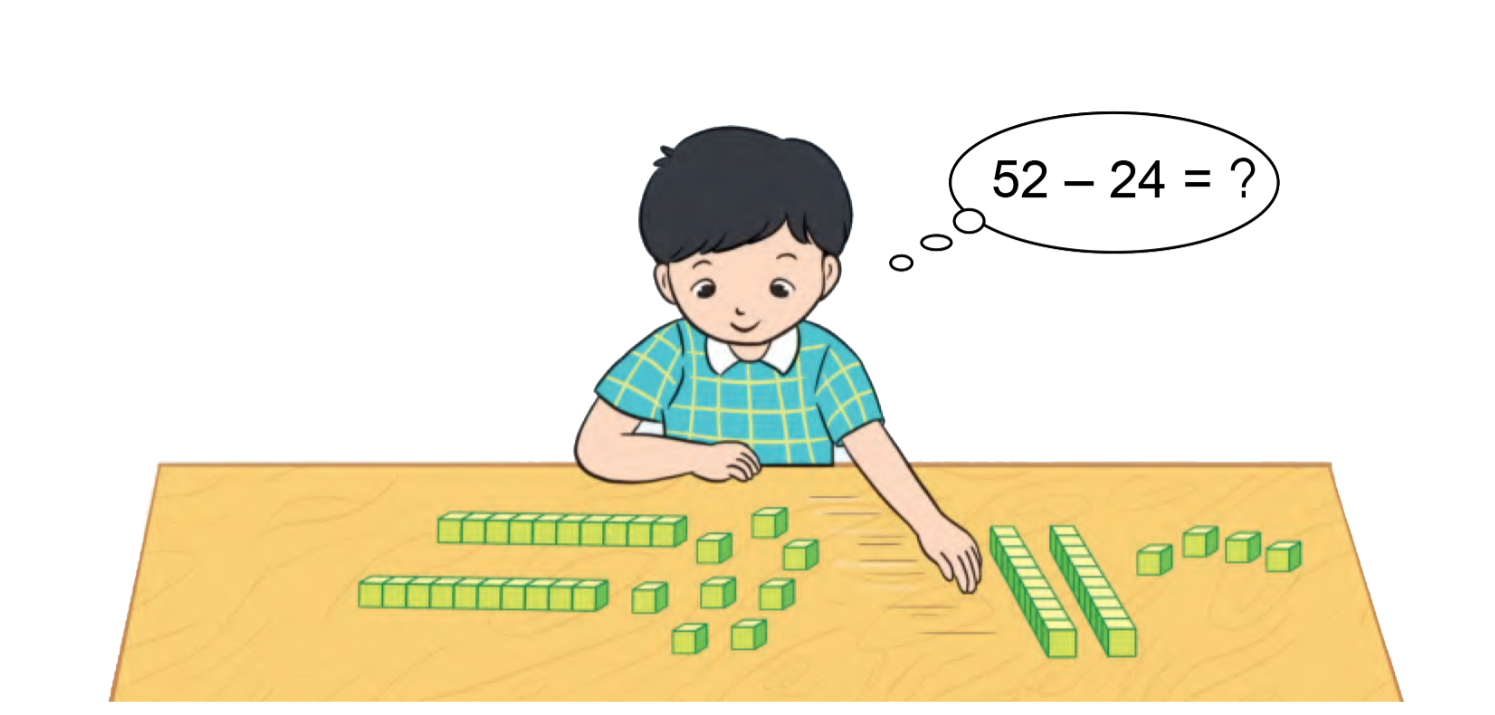 52 – 24 = ?